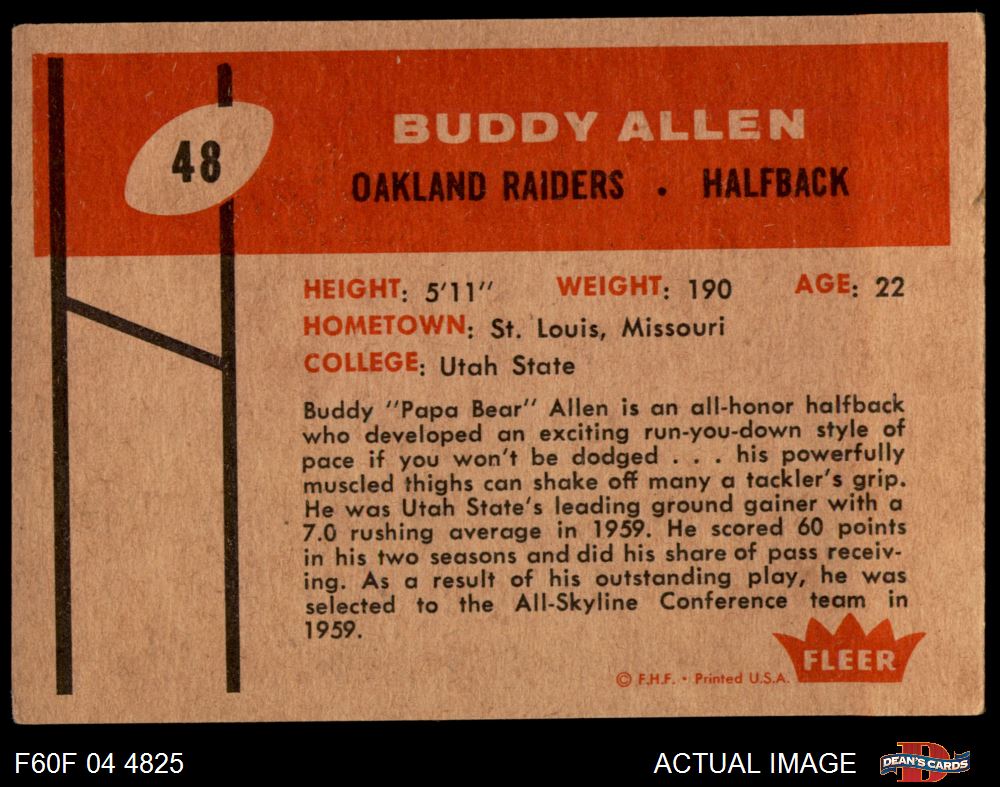 48
BUDDY ALLEN
OAKLAND RAIDERS • HALFBACK
HEIGHT: 5'11" WEIGHT: 190 AGE: 22
HOMETOWN: St. Louis, Missouri
COLLEGE: Utah State
Buddy "Papa Bear" Allen is an all-honor halfback
who developed an exciting run-you-down style of
pace if you won't be dodged . . . his powerfully
muscled thighs can shake off many a tackler's grip.
He was Utah State's leading ground gainer with a
7.0 rushing average in 1959. He scored 60 points
in his two seasons and did his share of pass receiv-
ing. As a result of his outstanding play, he was
selected to the All-Skyline Conference team in
1959.
FLEER
© F.H.F. • Printed U.S.A.
F60F 04 4825 ACTUAL IMAGE D DEAN'S CARDS